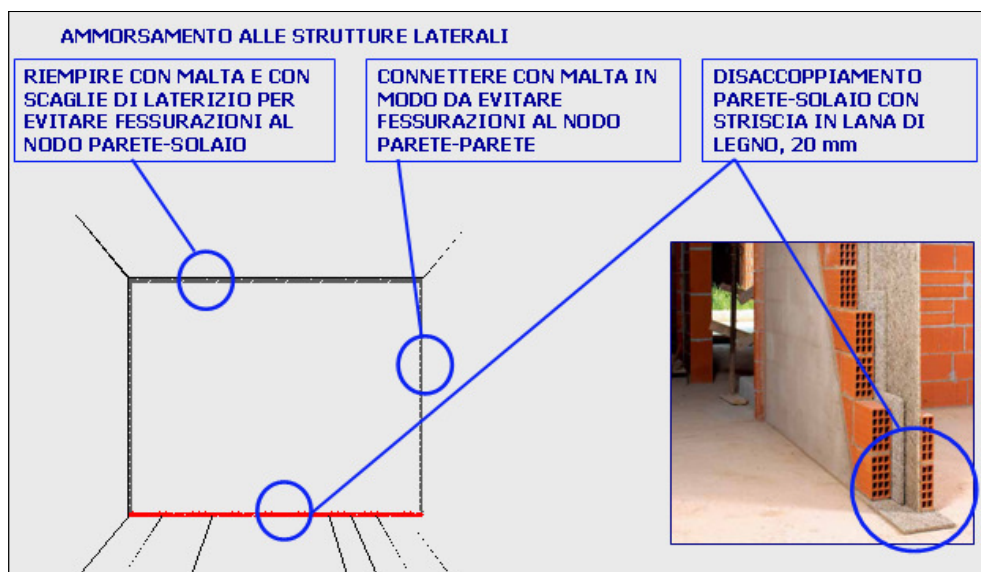 AMMORSAMENTO ALLE STRUTTURE LATERALI
RIEMPIRE CON MALTA E CON
SCAGLIE DI LATERIZIO PER
EVITARE FESSURAZIONI AL
NODO PARETE-SOLAIO
CONNETTERE CON MALTA IN
MODO DA EVITARE
FESSURAZIONI AL NODO
PARETE-PARETE
DISACCOPPIAMENTO
PARETE-SOLAIO CON
STRISCIA IN LANA DI
LEGNO, 20 mm